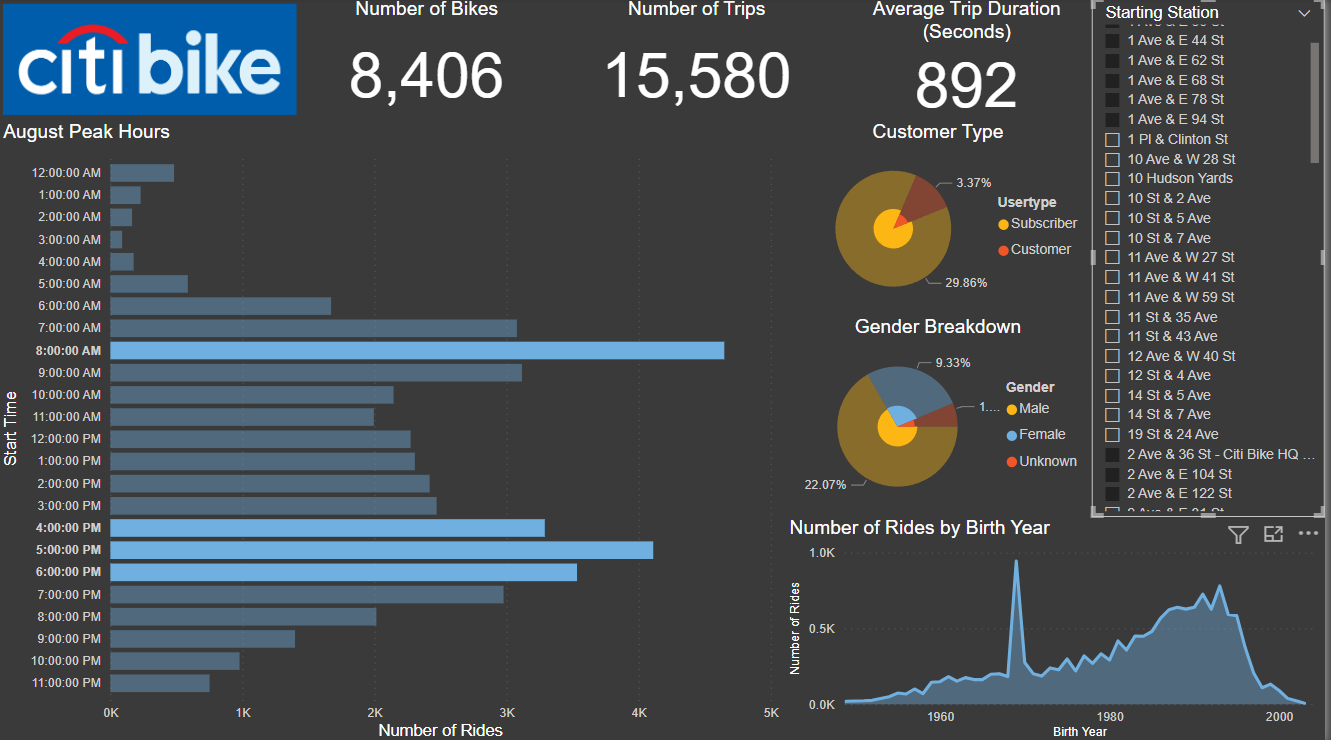 citi bike
Number of Bikes
8,406
Number of Trips
15,580
Average Trip Duration
(Seconds)
892
Starting Station
1 Ave & E 44 St
1 Ave & E 62 St
1 Ave & E 68 St
1 Ave & E 78 St
1 Ave & E 94 St
1 Pl & Clinton St
10 Ave & W 28 St
10 Hudson Yards
10 St & 2 Ave
10 St & 5 Ave
10 St & 7 Ave
11 Ave & W 27 St
11 Ave & W 41 St
11 Ave & W 59 St
11 St & 35 Ave
11 St & 43 Ave
12 Ave & W 40 St
12 St & 4 Ave
14 St & 5 Ave
14 St & 7 Ave
19 St & 24 Ave
2 Ave & 36 St - Citi Bike HQ ...
2 Ave & E 104 St
2 Ave & E 122 St
August Peak Hours
Start Time
12:00:00 AM
1:00:00 AM
2:00:00 AM
3:00:00 AM
4:00:00 AM
5:00:00 AM
6:00:00 AM
7:00:00 AM
8:00:00 AM
9:00:00 AM
10:00:00 AM
11:00:00 AM
12:00:00 PM
1:00:00 PM
2:00:00 PM
3:00:00 PM
4:00:00 PM
5:00:00 PM
6:00:00 PM
7:00:00 PM
8:00:00 PM
9:00:00 PM
10:00:00 PM
11:00:00 PM
0K 1K 2K 3K 4K 5K
Number of Rides
Customer Type
3.37%
29.86%
Usertype
Subscriber
Customer
Gender Breakdown
9.33%
1....
22.07%
Gender
Male
Female
Unknown
Number of Rides by Birth Year
Number of Rides
1.0K
0.5K
0.0K
1960 1980 2000
Birth Year